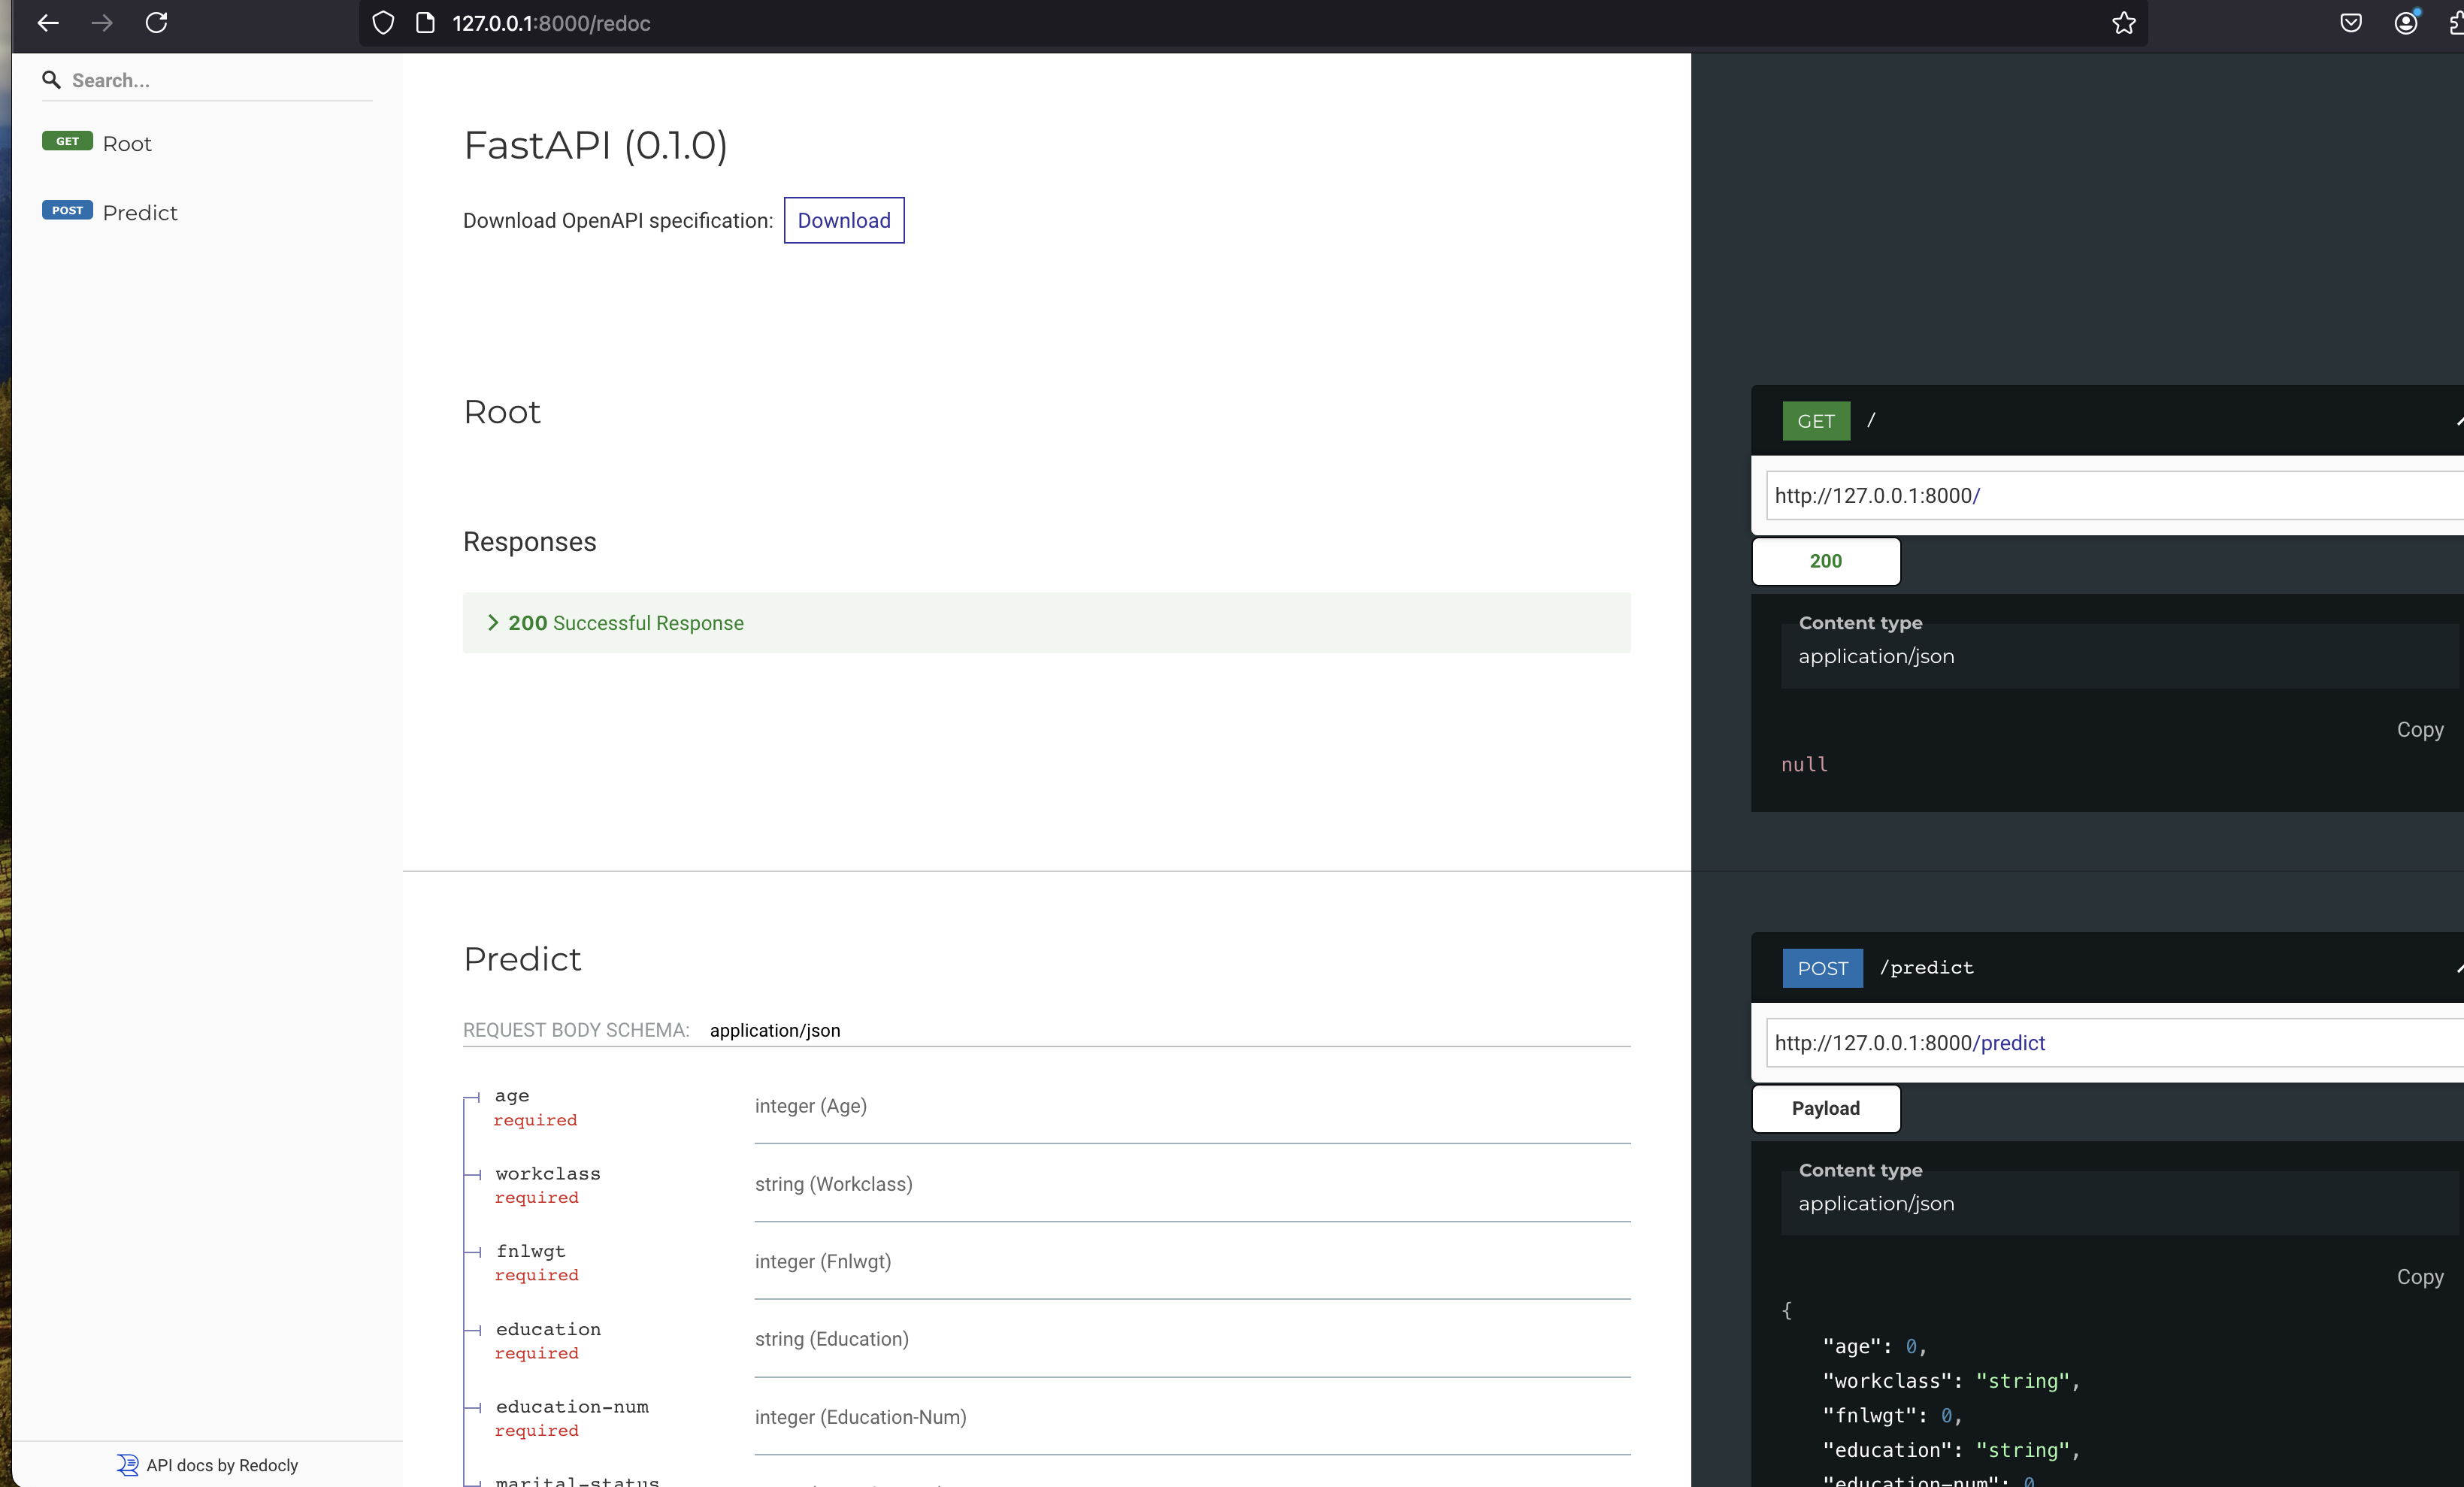 127.0.0.1:8000/redoc
Search...
GET Root
POST Predict
API docs by Redocly
FastAPI (0.1.0)
Download OpenAPI specification: Download
Root
Responses
200 Successful Response
GET /
http://127.0.0.1:8000/
200
Content type
application/json
Copy
null
Predict
REQUEST BODY SCHEMA: application/json
age
required
integer (Age)
workclass
required
string (Workclass)
fnlwgt
required
integer (Fnlwgt)
education
required
string (Education)
education-num
required
integer (Education-Num)
marital-status
POST /predict
http://127.0.0.1:8000/predict
Payload
Content type
application/json
Copy
{
"age": 0,
"workclass": "string",
"fnlwgt": 0,
"education": "string",
"education-num": 0